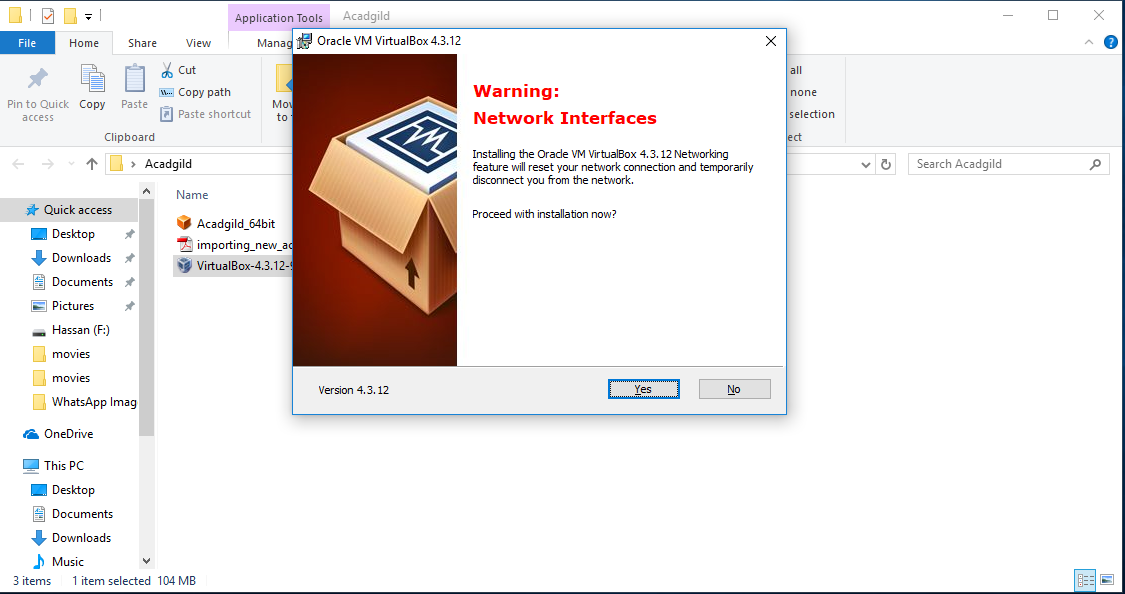 Application Tools
Acadgild
File
Home
Share
View
Manag
Pin to Quick
access
Copy
Paste
Cut
Copy path
Paste shortcut
Clipboard
Mov
to
all
none
selection
ect
Acadgild
Search Acadgild
Name
Quick access
Desktop
Downloads
Documents
Pictures
Hassan (F:)
movies
movies
WhatsApp Imag
OneDrive
This PC
Desktop
Documents
Downloads
Music
Acadgild_64bit
importing_new_ac
VirtualBox-4.3.12-9
Oracle VM VirtualBox 4.3.12
Warning:
Network Interfaces
Installing the Oracle VM VirtualBox 4.3.12 Networking
feature will reset your network connection and temporarily
disconnect you from the network.
Proceed with installation now?
Version 4.3.12
Yes
No
3 items
1 item selected 104 MB